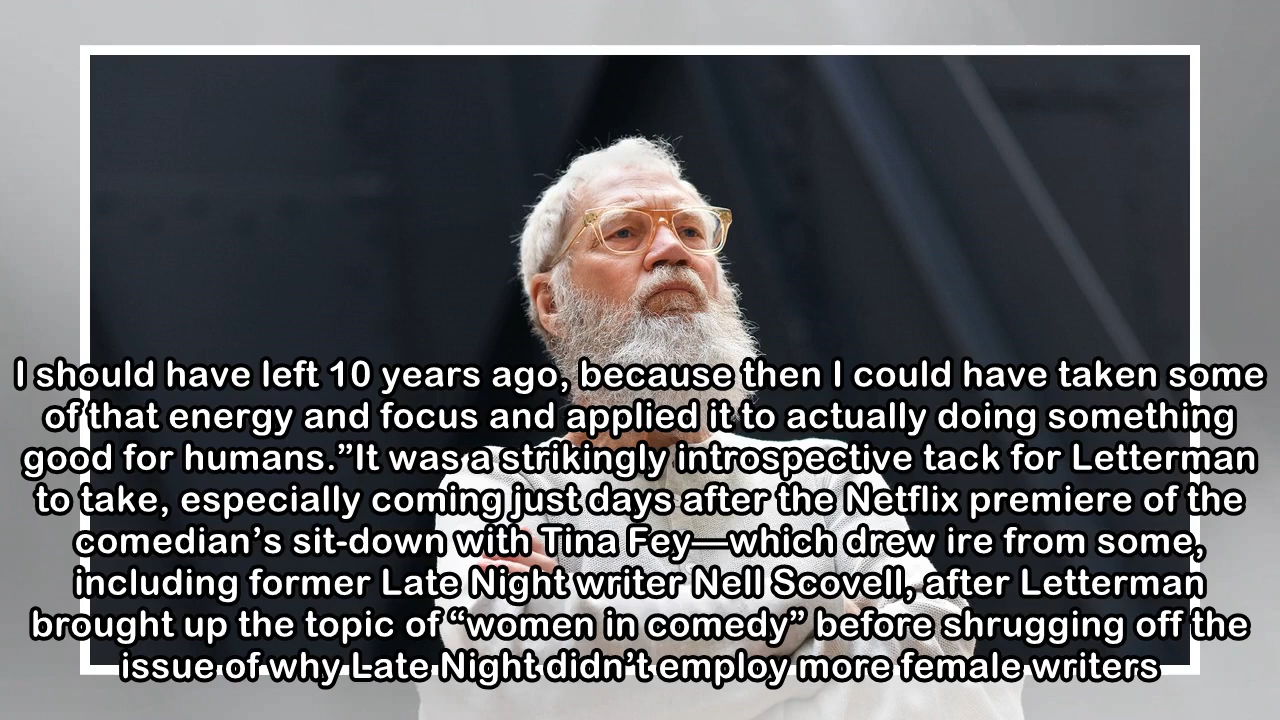 I should have left 10 years ago, because then I could have taken some
of that energy and focus and applied it to actually doing something
good for humans.”It was a strikingly introspective tack for Letterman
to take, especially coming just days after the Netflix premiere of the
comedian’s sit-down with Tina Fey—which drew ire from some,
including former Late Night writer Nell Scovell, after Letterman
brought up the topic of “women in comedy” before shrugging off the
issue of why Late Night didn’t employ more female writers